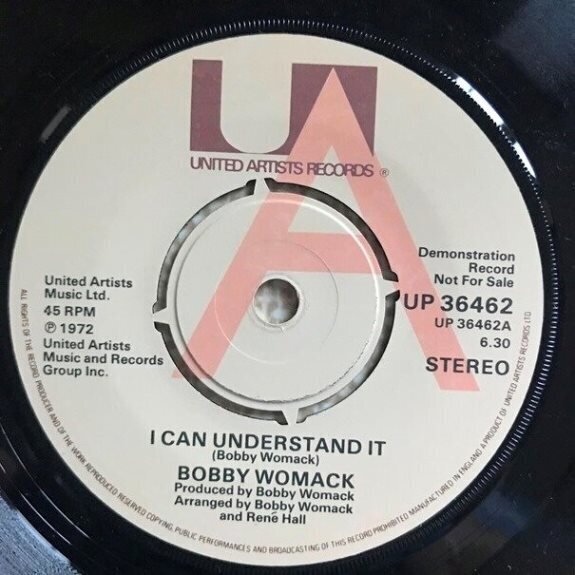 UA
UNITED ARTISTS RECORDS ®
A
Demonstration
Record
Not For Sale
UP 36462
UP 36462A
6.30
STEREO
United Artists
Music Ltd.
45 RPM
℗ 1972
United Artists
Music and Records
Group Inc.
I CAN UNDERSTAND IT
(Bobby Womack)
BOBBY WOMACK
Produced by Bobby Womack
Arranged by Bobby Womack
and René Hall
ALL RIGHTS OF THE RECORD PRODUCER AND OF THE OWNER OF THE WORK REPRODUCED RESERVED COPYING, PUBLIC PERFORMANCES AND BROADCASTING OF THIS RECORD PROHIBITED MANUFACTURED IN ENGLAND A PRODUCT OF UNITED ARTISTS RECORDS LTD